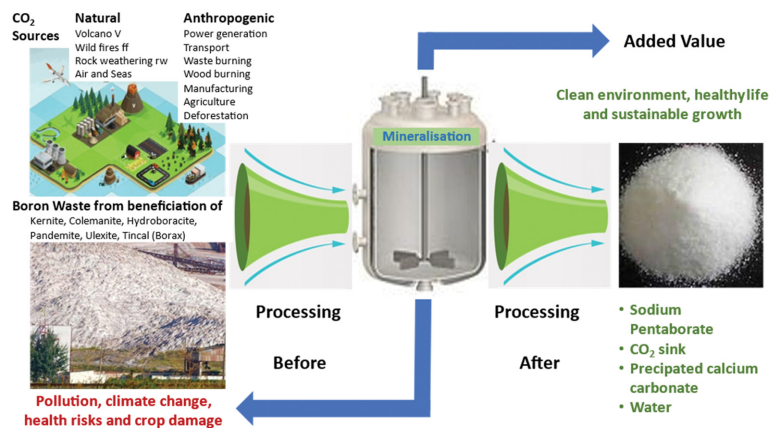 CO₂
Sources
Natural
Volcano V
Wild fires ff
Rock weathering rw
Air and Seas
Anthropogenic
Power generation
Transport
Waste burning
Wood burning
Manufacturing
Agriculture
Deforestation
Added Value
Clean environment, healthylife
and sustainable growth
Mineralisation
Boron Waste from beneficiation of
Kernite, Colemanite, Hydroboracite,
Pandemite, Ulexite, Tincal (Borax)
Processing
Before
Processing
After
• Sodium
Pentaborate
• CO₂ sink
• Precipated calcium
carbonate
• Water
Pollution, climate change,
health risks and crop damage